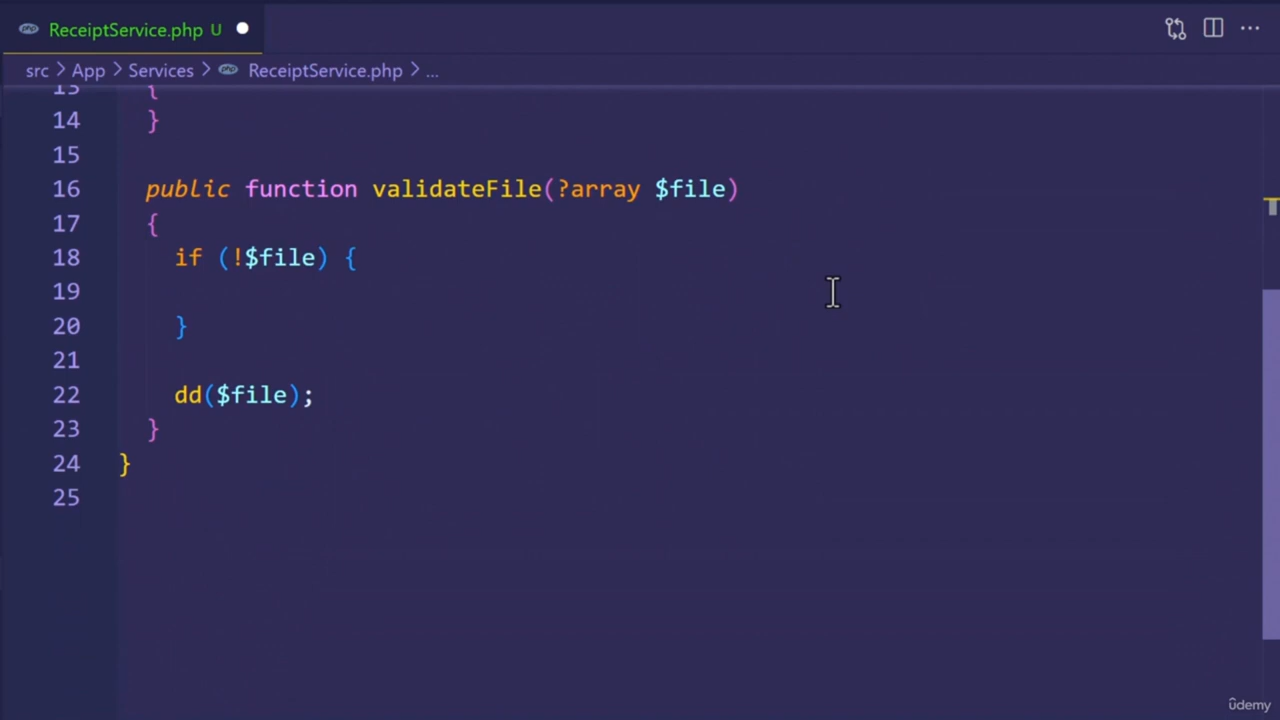 ReceiptService.php U
src > App > Services > ReceiptService.php > ...
13 {
14 }
15
16 public function validateFile(?array $file)
17 {
18 if (!$file) {
19
20 }
21
22 dd($file);
23 }
24 }
25
ûdemy